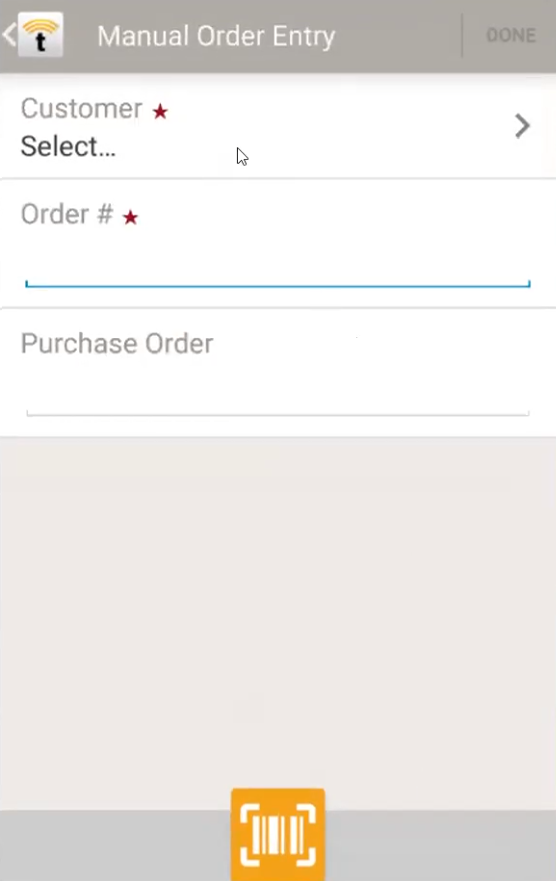 t
Manual Order Entry
DONE
Customer ★
Select...
Order # ★
Purchase Order